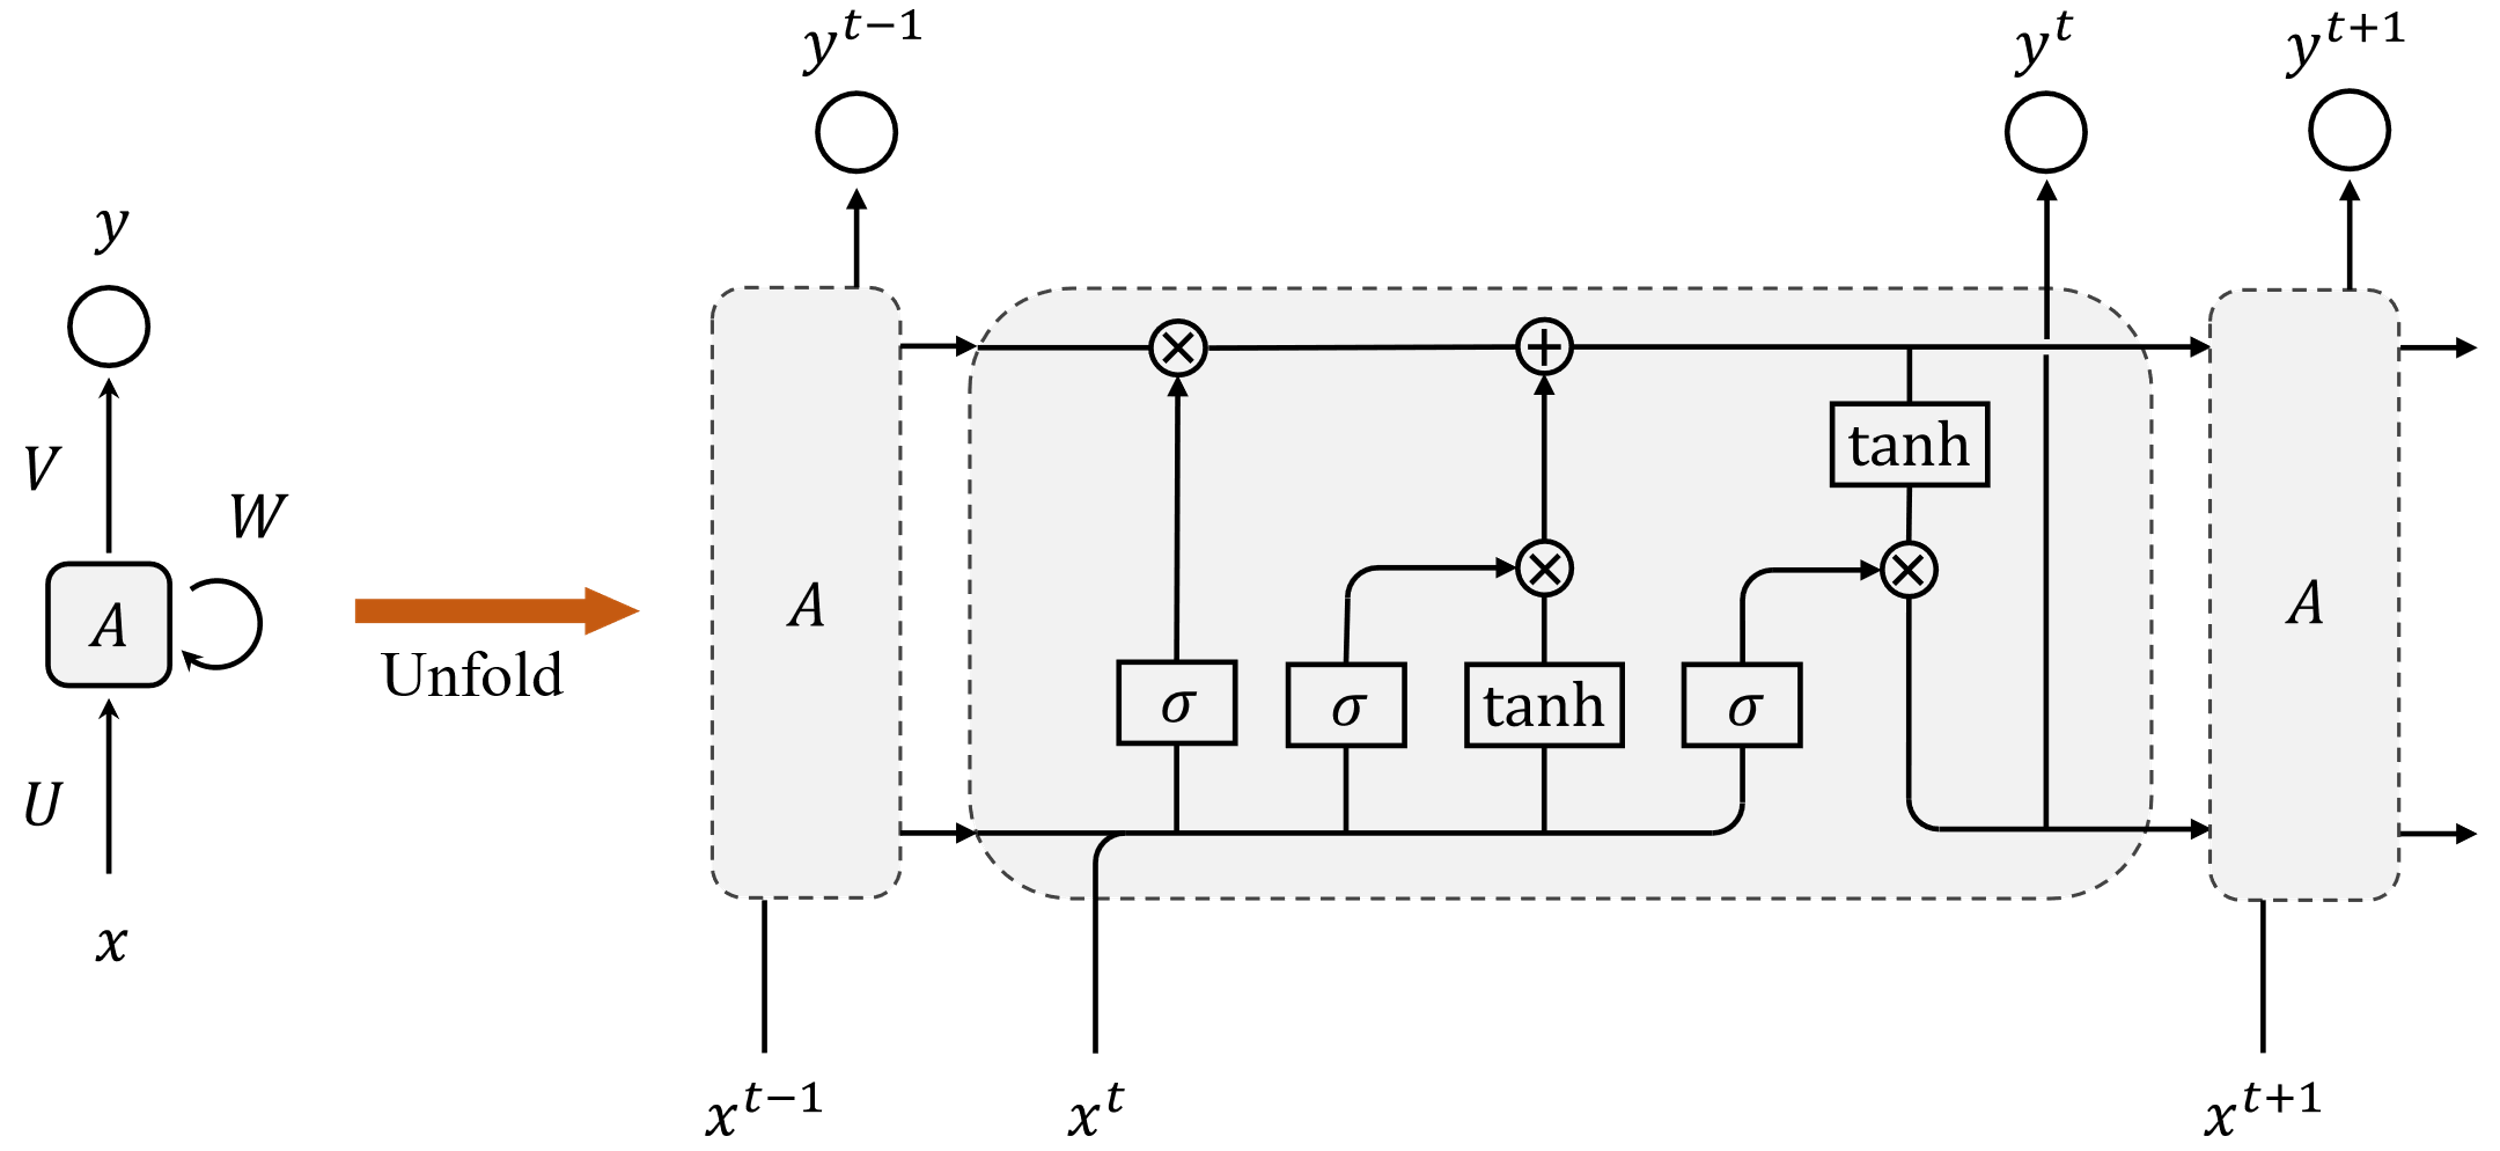 y
V
W
A
U
x
Unfold
y^{t−1}
y^t
y^{t+1}
A
tanh
σ
σ
tanh
σ
A
x^{t−1}
x^t
x^{t+1}